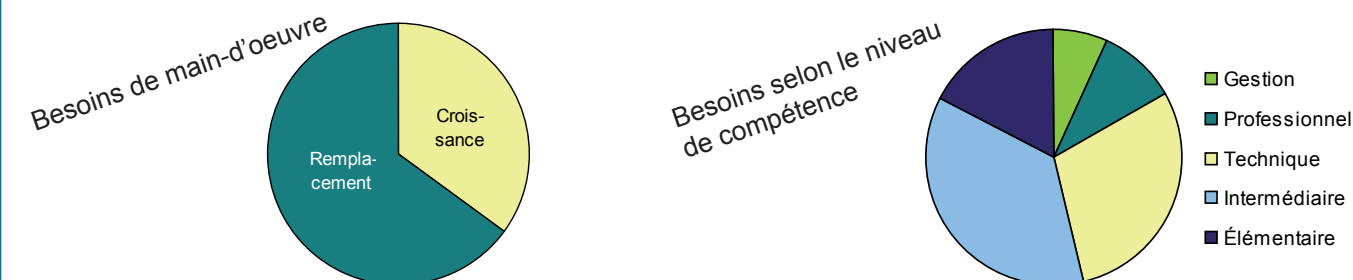 Besoins de main-d'oeuvre
Crois-
sance
Rempla-
cement
Besoins selon le niveau
de compétence
Gestion
Professionnel
Technique
Intermédiaire
Élémentaire